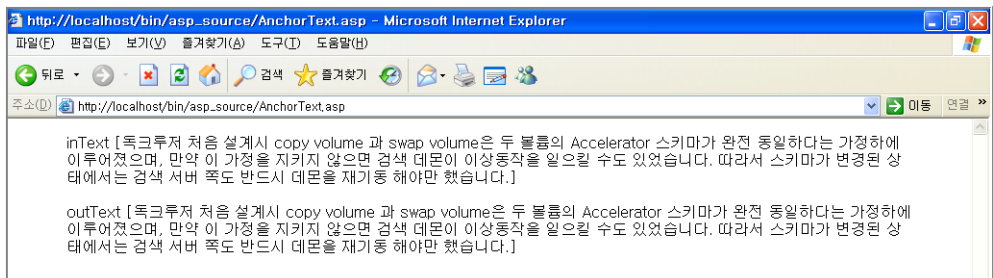 http://localhost/bin/asp_source/AnchorText.asp - Microsoft Internet Explorer
파일(F) 편집(E) 보기(V) 즐겨찾기(A) 도구(T) 도움말(H)
뒤로 검색 즐겨찾기
주소(D) http://localhost/bin/asp_source/AnchorText.asp 이동 연결 »
inText [독크루저 처음 설계시 copy volume 과 swap volume은 두 볼륨의 Accelerator 스키마가 완전 동일하다는 가정하에
이루어졌으며, 만약 이 가정을 지키지 않으면 검색 데몬이 이상동작을 일으킬 수도 있었습니다. 따라서 스키마가 변경된 상
태에서는 검색 서버 쪽도 반드시 데몬을 재기동 해야만 했습니다.]
outText [독크루저 처음 설계시 copy volume 과 swap volume은 두 볼륨의 Accelerator 스키마가 완전 동일하다는 가정하에
이루어졌으며, 만약 이 가정을 지키지 않으면 검색 데몬이 이상동작을 일으킬 수도 있었습니다. 따라서 스키마가 변경된 상
태에서는 검색 서버 쪽도 반드시 데몬을 재기동 해야만 했습니다.]